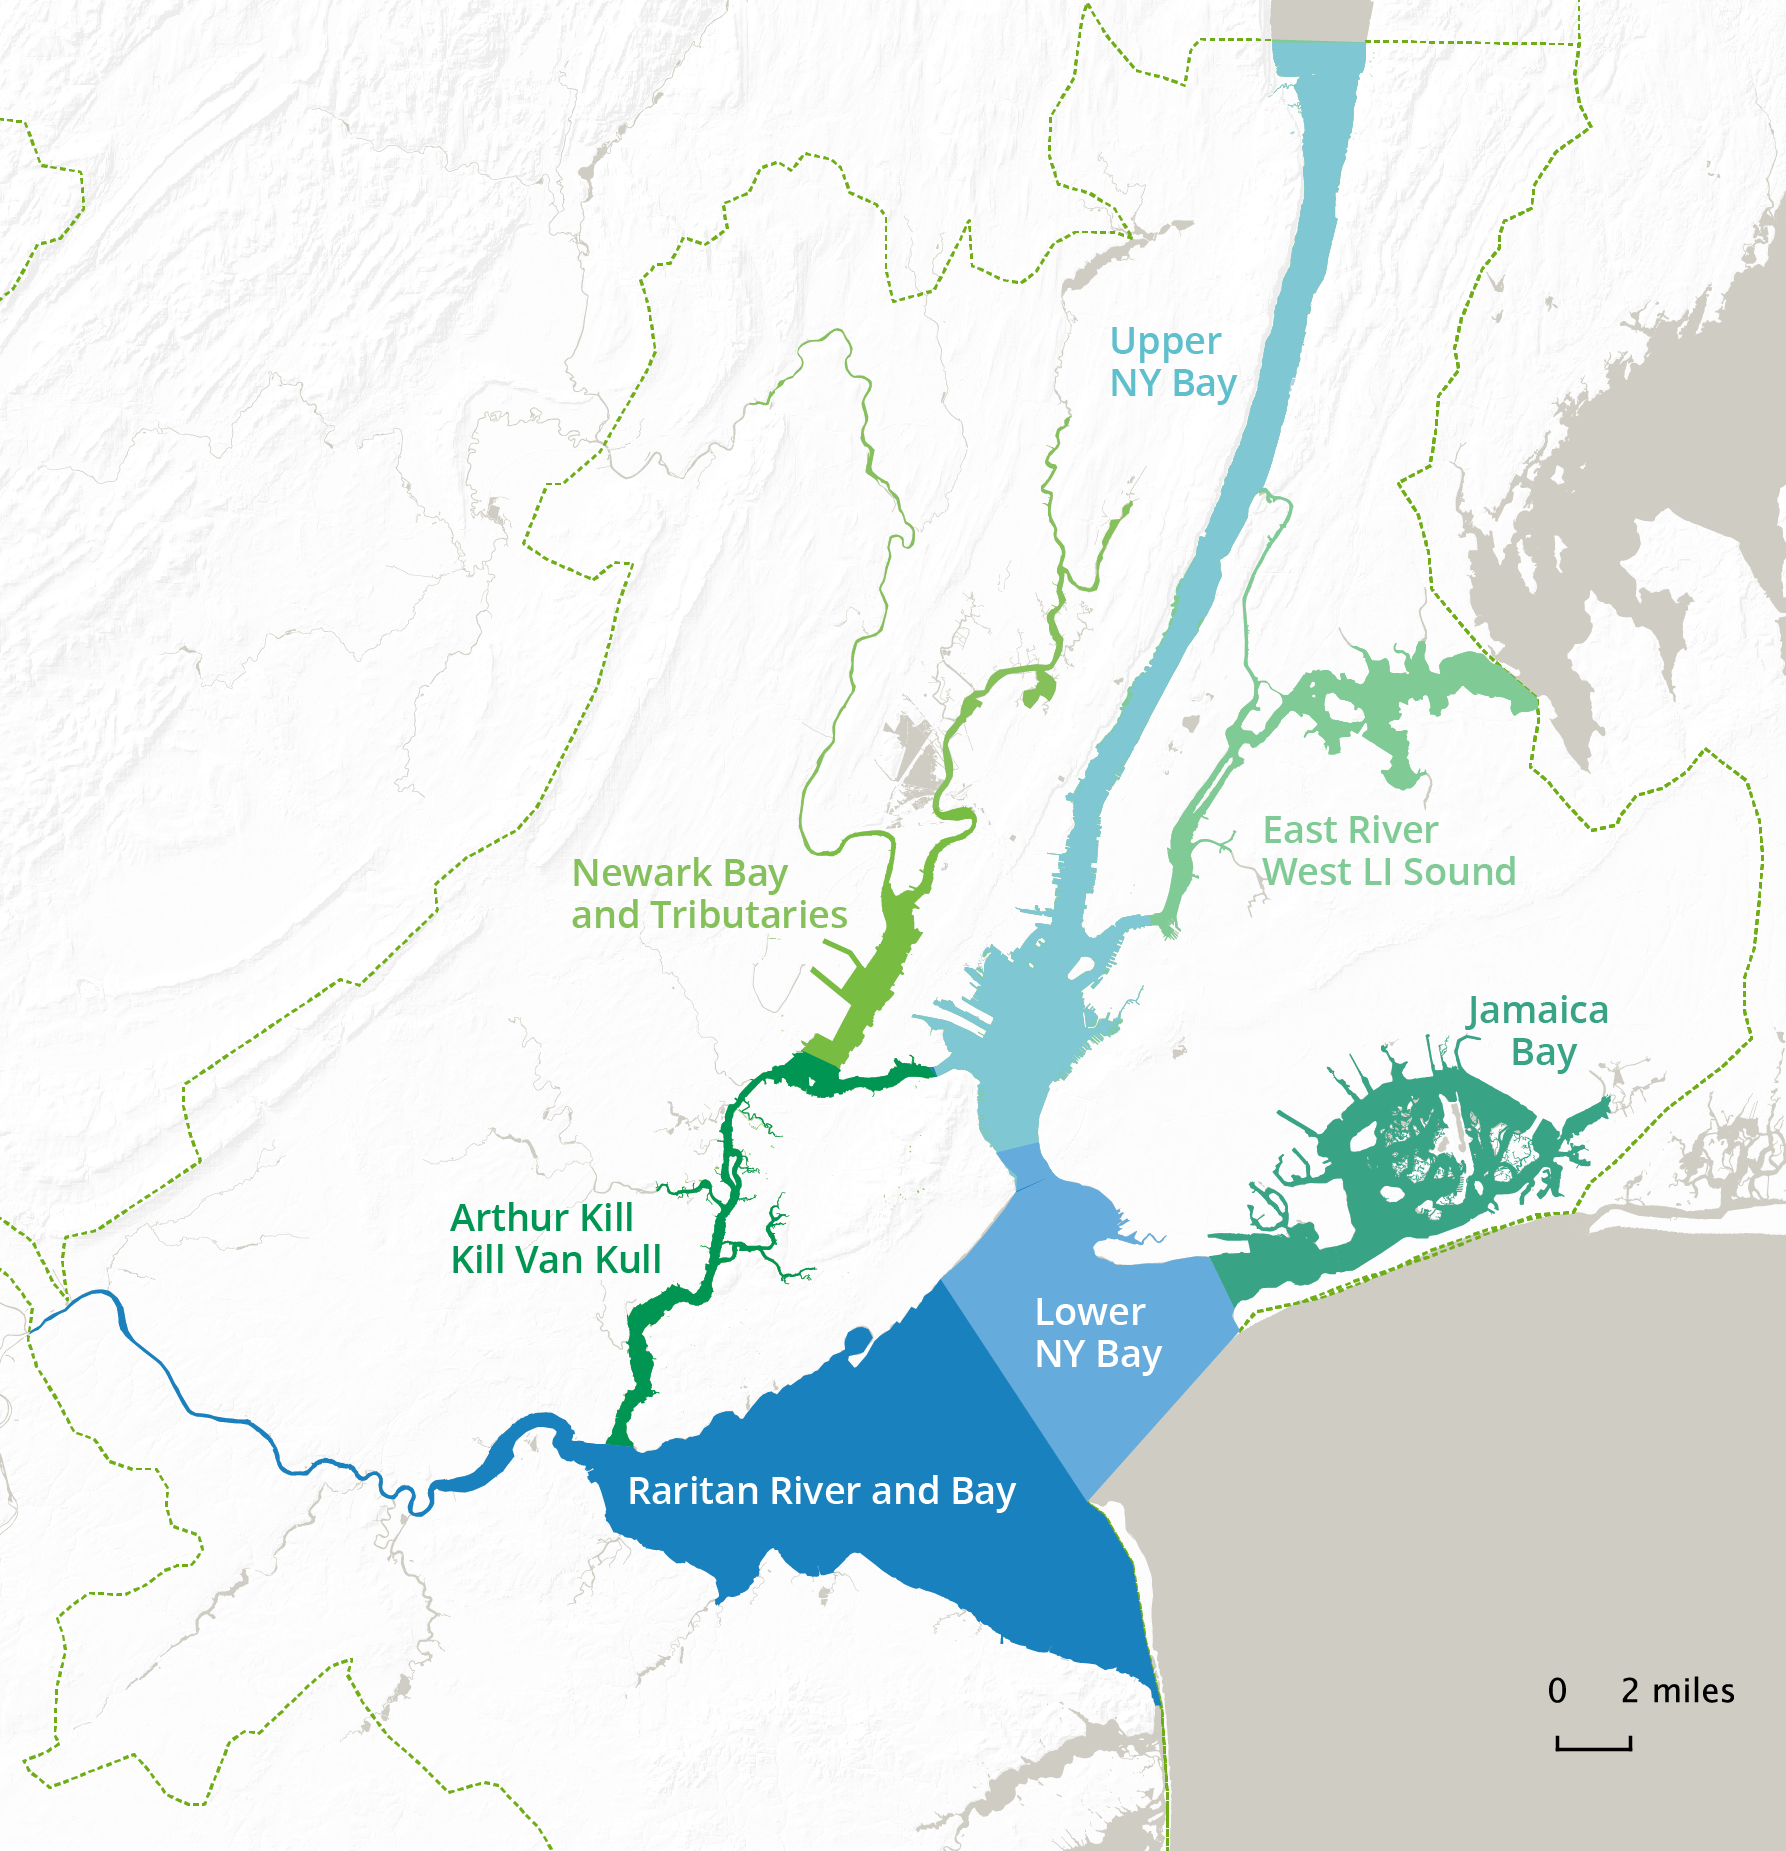 Upper
NY Bay
East River
West LI Sound
Newark Bay
and Tributaries
Jamaica
Bay
Arthur Kill
Kill Van Kull
Lower
NY Bay
Raritan River and Bay
0 2 miles